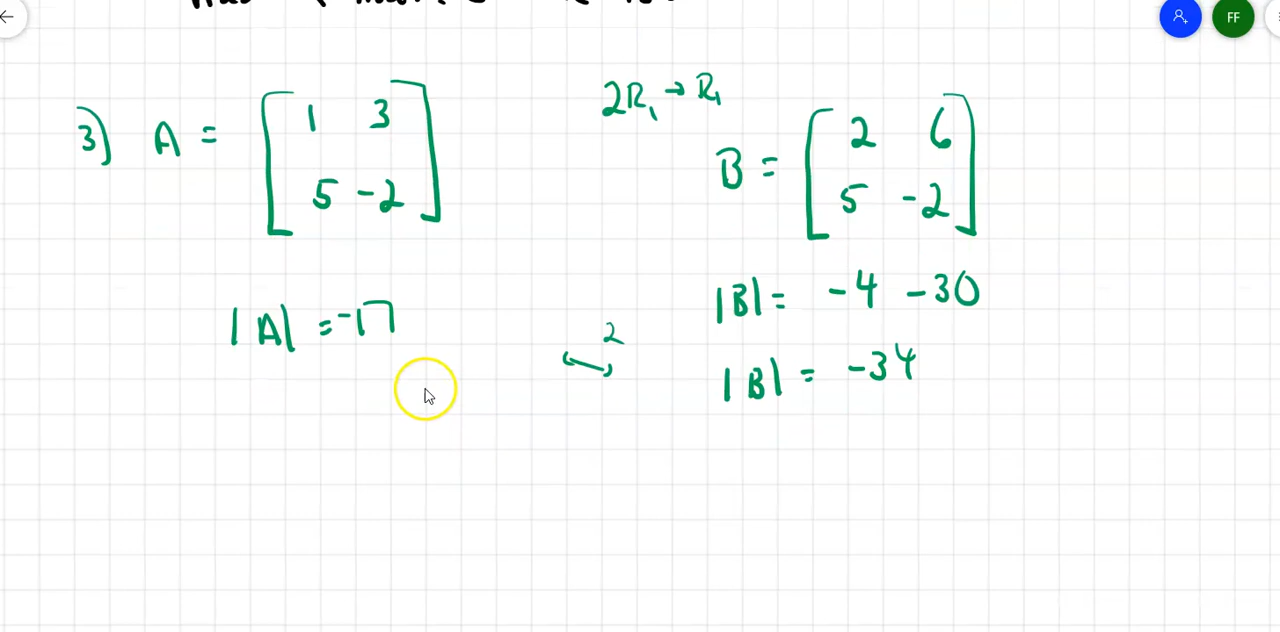 FF
3) A = [ 1 3
5 -2 ]
2R₁ → R₁
B = [ 2 6
5 -2 ]
|A| = -17
2
|B| = -4 -30
|B| = -34